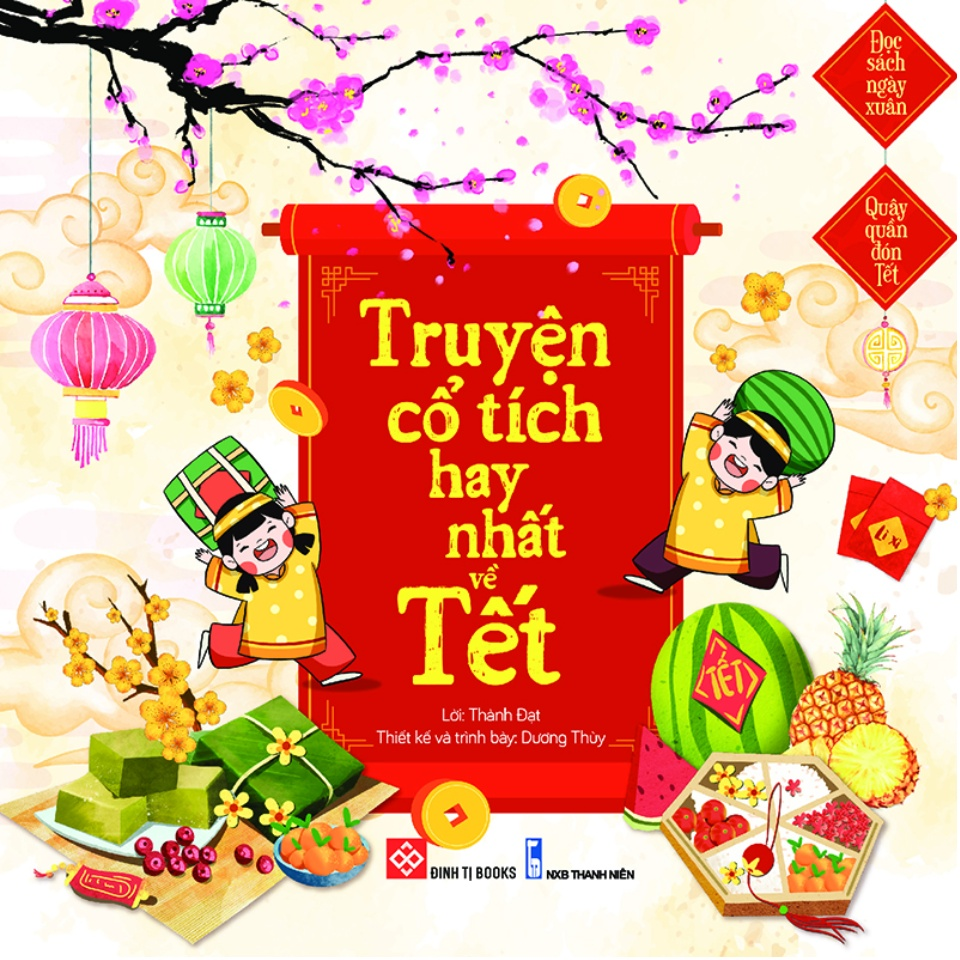 Đọc
sách
ngày
xuân
Quây
quần
đón
Tết
Truyện
cổ tích
hay
nhất
về
Tết
Lì Xì
TẾT
Lời: Thành Đạt
Thiết kế và trình bày: Dương Thùy
ĐINH TỊ BOOKS
NXB THANH NIÊN